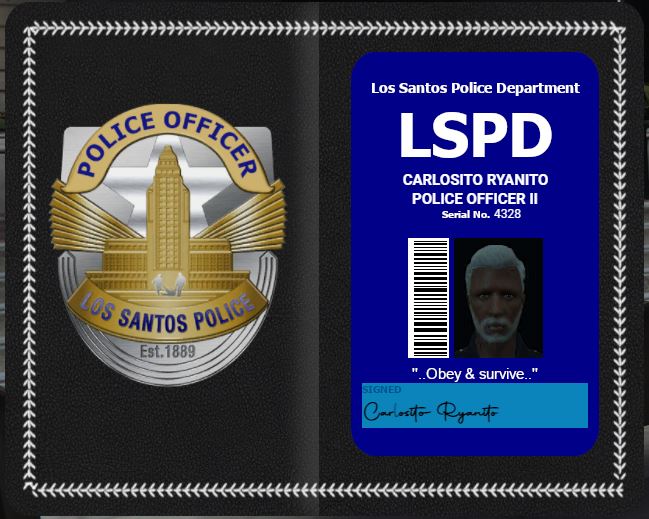 POLICE OFFICER
LOS SANTOS POLICE
Est.1889
Los Santos Police Department
LSPD
CARLOSITO RYANITO
POLICE OFFICER II
Serial No. 4328
"..Obey & survive.."
SIGNED
Carlosito Ryanito